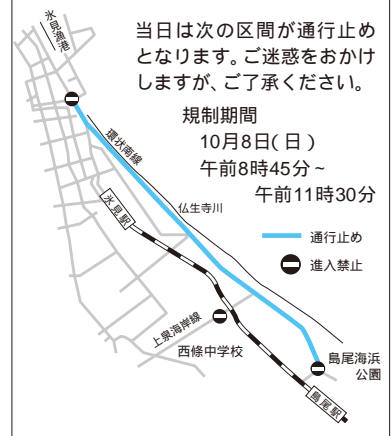 当日は次の区間が通行止め
となります。ご迷惑をおかけ
しますが、ご了承ください。
規制期間
10月8日(日)
午前8時45分~
午前11時30分
氷見漁港
環状南線
仏生寺川
氷見駅
通行止め
進入禁止
上泉海岸線
西條中学校
島尾海浜
公園
島尾駅